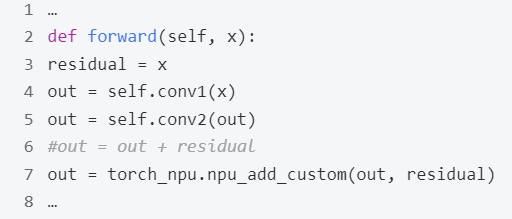 1 …
2 def forward(self, x):
3 residual = x
4 out = self.conv1(x)
5 out = self.conv2(out)
6 #out = out + residual
7 out = torch_npu.npu_add_custom(out, residual)
8 …